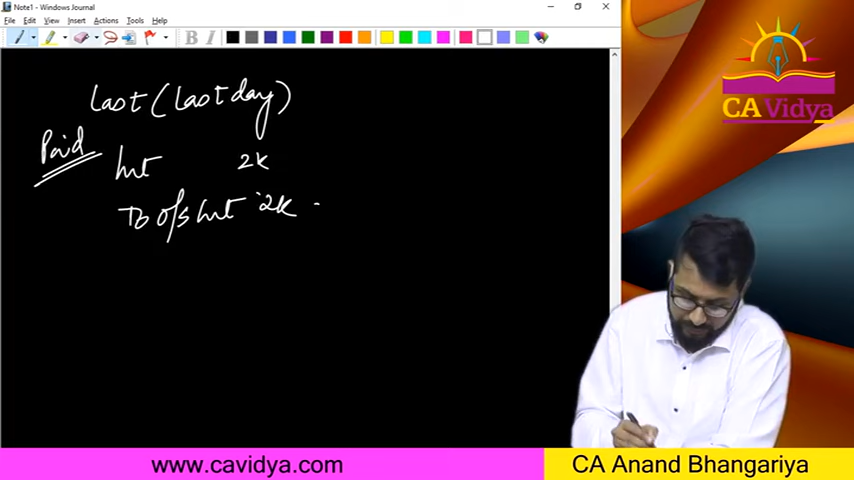 Note1 - Windows Journal
File Edit View Insert Actions Tools Help
B I
last (last day)
Paid
Int 2K
To o/s Int 2K -
CA Vidya
www.cavidya.com
CA Anand Bhangariya